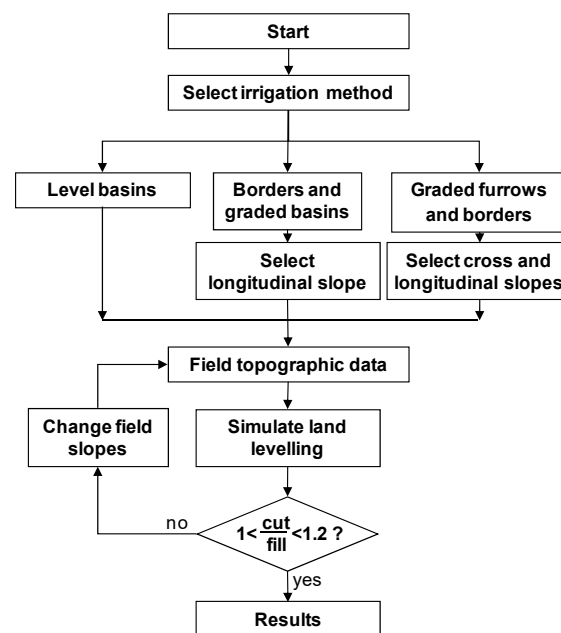 Start
Select irrigation method
Level basins
Borders and
graded basins
Graded furrows
and borders
Select
longitudinal slope
Select cross and
longitudinal slopes
Field topographic data
Change field
slopes
Simulate land
levelling
no
1< cut/fill <1.2 ?
yes
Results